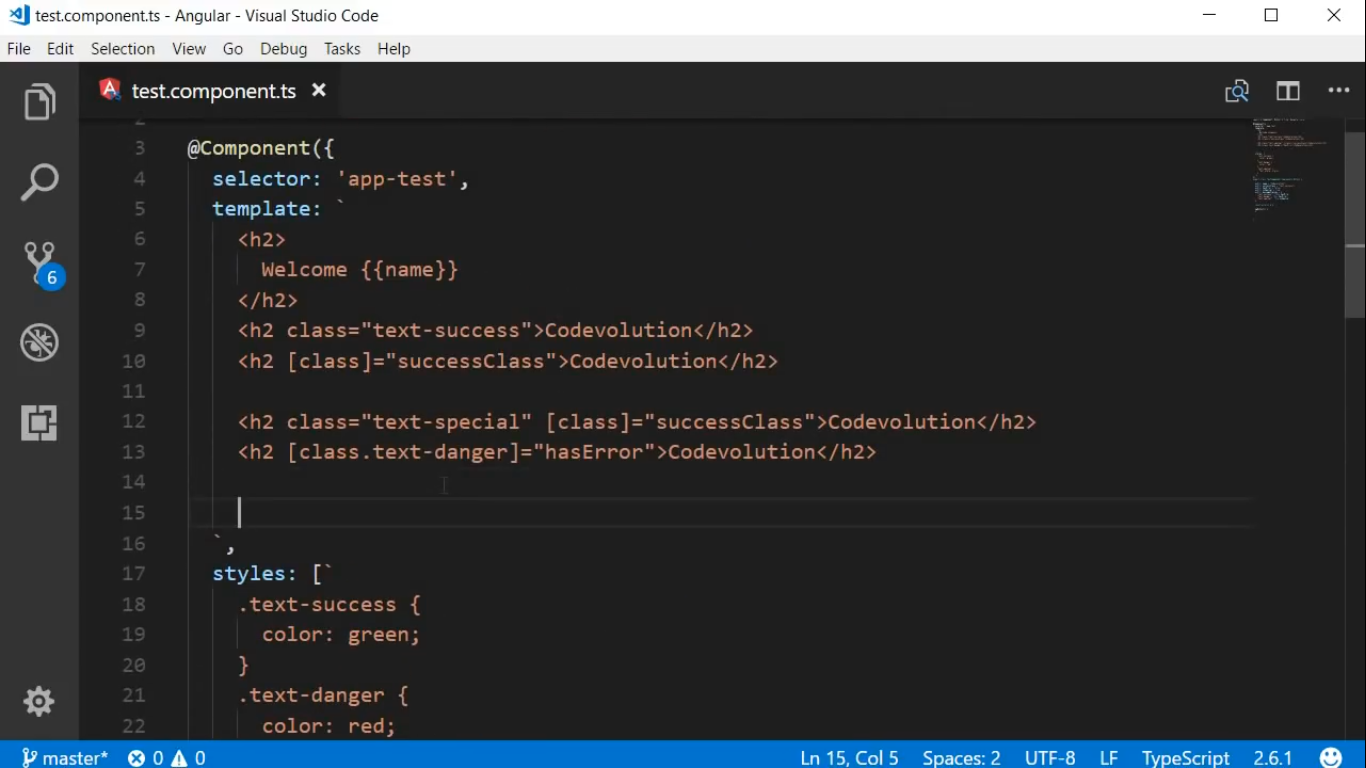 test.component.ts - Angular - Visual Studio Code
File Edit Selection View Go Debug Tasks Help
test.component.ts
2
3 @Component({
4 selector: 'app-test',
5 template: `
6 <h2>
7 Welcome {{name}}
8 </h2>
9 <h2 class="text-success">Codevolution</h2>
10 <h2 [class]="successClass">Codevolution</h2>
11
12 <h2 class="text-special" [class]="successClass">Codevolution</h2>
13 <h2 [class.text-danger]="hasError">Codevolution</h2>
14
15
16 `,
17 styles: [`
18 .text-success {
19 color: green;
20 }
21 .text-danger {
22 color: red;
6
master* 0 0 Ln 15, Col 5 Spaces: 2 UTF-8 LF TypeScript 2.6.1